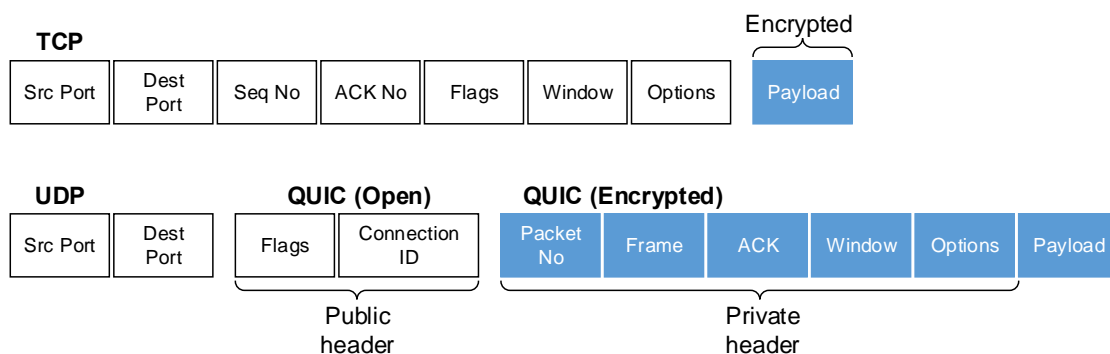 Encrypted
TCP
Src Port
Dest
Port
Seq No
ACK No
Flags
Window
Options
Payload
UDP
QUIC (Open)
QUIC (Encrypted)
Src Port
Dest
Port
Flags
Connection
ID
Packet
No
Frame
ACK
Window
Options
Payload
Public
header
Private
header